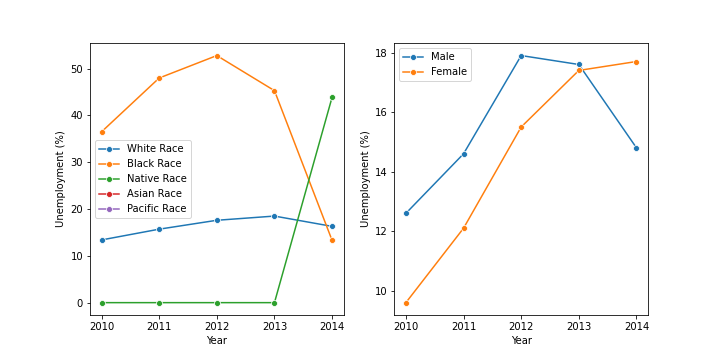 50
40
30
20
10
0
Unemployment (%)
White Race
Black Race
Native Race
Asian Race
Pacific Race
2010 2011 2012 2013 2014
Year
18
16
14
12
10
Unemployment (%)
Male
Female
2010 2011 2012 2013 2014
Year